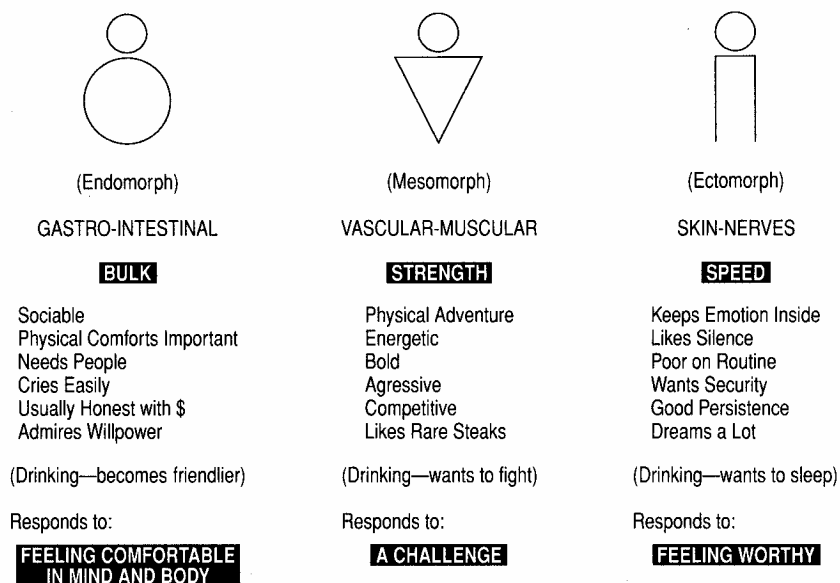 (Endomorph)
GASTRO-INTESTINAL
BULK
Sociable
Physical Comforts Important
Needs People
Cries Easily
Usually Honest with $
Admires Willpower
(Drinking—becomes friendlier)
Responds to:
FEELING COMFORTABLE
IN MIND AND BODY
(Mesomorph)
VASCULAR-MUSCULAR
STRENGTH
Physical Adventure
Energetic
Bold
Agressive
Competitive
Likes Rare Steaks
(Drinking—wants to fight)
Responds to:
A CHALLENGE
(Ectomorph)
SKIN-NERVES
SPEED
Keeps Emotion Inside
Likes Silence
Poor on Routine
Wants Security
Good Persistence
Dreams a Lot
(Drinking—wants to sleep)
Responds to:
FEELING WORTHY